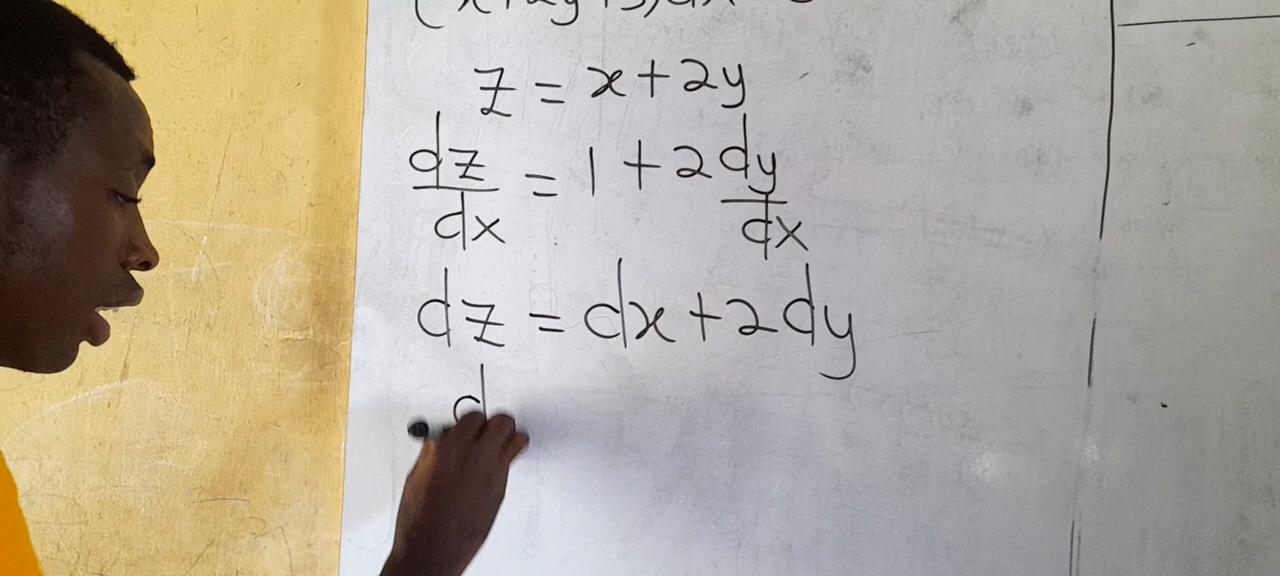 z = x + 2y
dz/dx = 1 + 2 dy/dx
dz = dx + 2dy
d